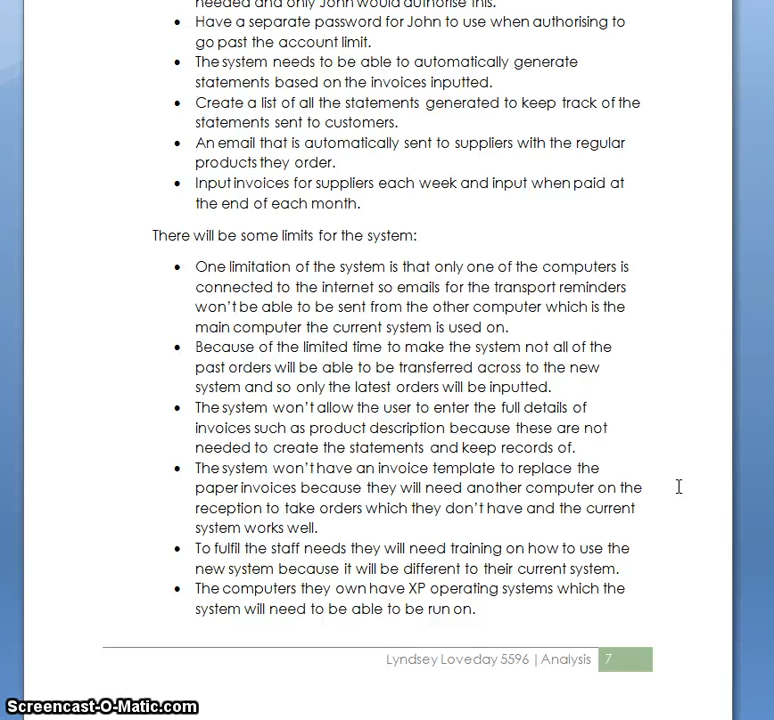 needed and only John would authorise this.
• Have a separate password for John to use when authorising to
go past the account limit.
• The system needs to be able to automatically generate
statements based on the invoices inputted.
• Create a list of all the statements generated to keep track of the
statements sent to customers.
• An email that is automatically sent to suppliers with the regular
products they order.
• Input invoices for suppliers each week and input when paid at
the end of each month.
There will be some limits for the system:
• One limitation of the system is that only one of the computers is
connected to the internet so emails for the transport reminders
won't be able to be sent from the other computer which is the
main computer the current system is used on.
• Because of the limited time to make the system not all of the
past orders will be able to be transferred across to the new
system and so only the latest orders will be inputted.
• The system won't allow the user to enter the full details of
invoices such as product description because these are not
needed to create the statements and keep records of.
• The system won't have an invoice template to replace the
paper invoices because they will need another computer on the
reception to take orders which they don't have and the current
system works well.
• To fulfil the staff needs they will need training on how to use the
new system because it will be different to their current system.
• The computers they own have XP operating systems which the
system will need to be able to be run on.
Lyndsey Loveday 5596 | Analysis 7
Screencast-O-Matic.com